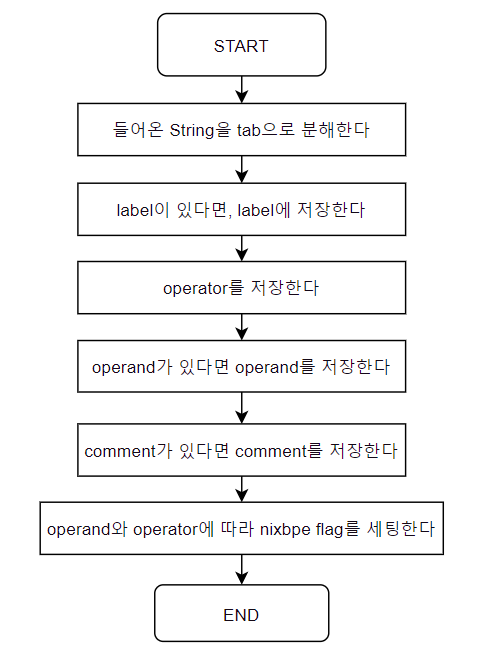 START
들어온 String을 tab으로 분해한다
label이 있다면, label에 저장한다
operator를 저장한다
operand가 있다면 operand를 저장한다
comment가 있다면 comment를 저장한다
operand와 operator에 따라 nixbpe flag를 세팅한다
END